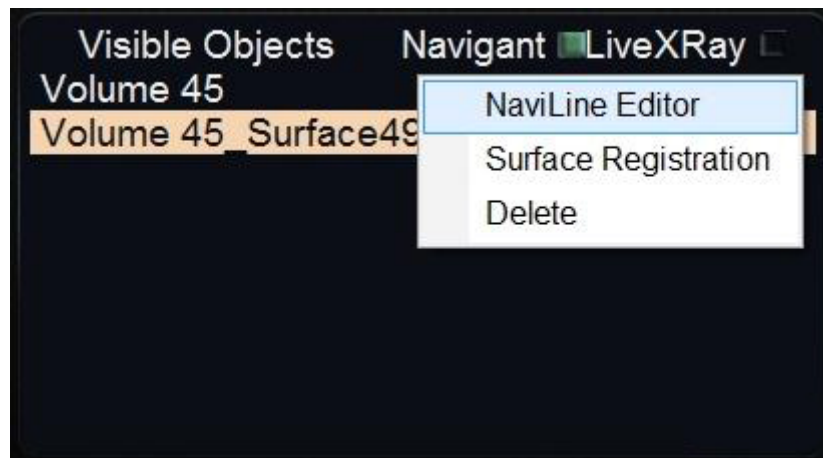 Visible Objects Navigant LiveXRay
Volume 45
NaviLine Editor
Volume 45_Surface49
Surface Registration
Delete